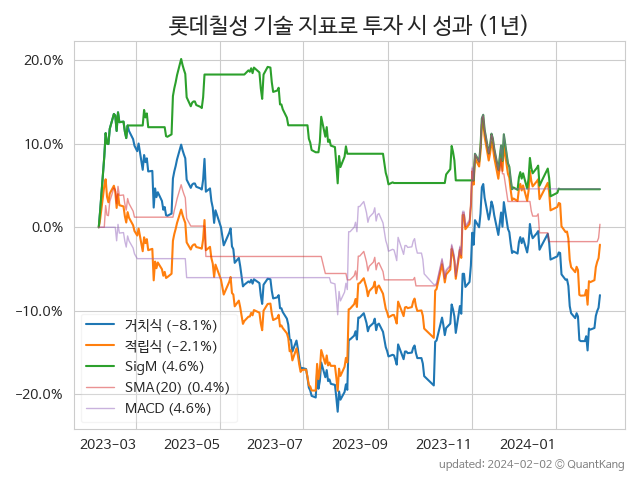 롯데칠성 기술 지표로 투자 시 성과 (1년)
20.0%
10.0%
0.0%
−10.0%
−20.0%
거치식 (−8.1%)
적립식 (−2.1%)
SigM (4.6%)
SMA(20) (0.4%)
MACD (4.6%)
2023-03 2023-05 2023-07 2023-09 2023-11 2024-01
updated: 2024-02-02 © QuantKang